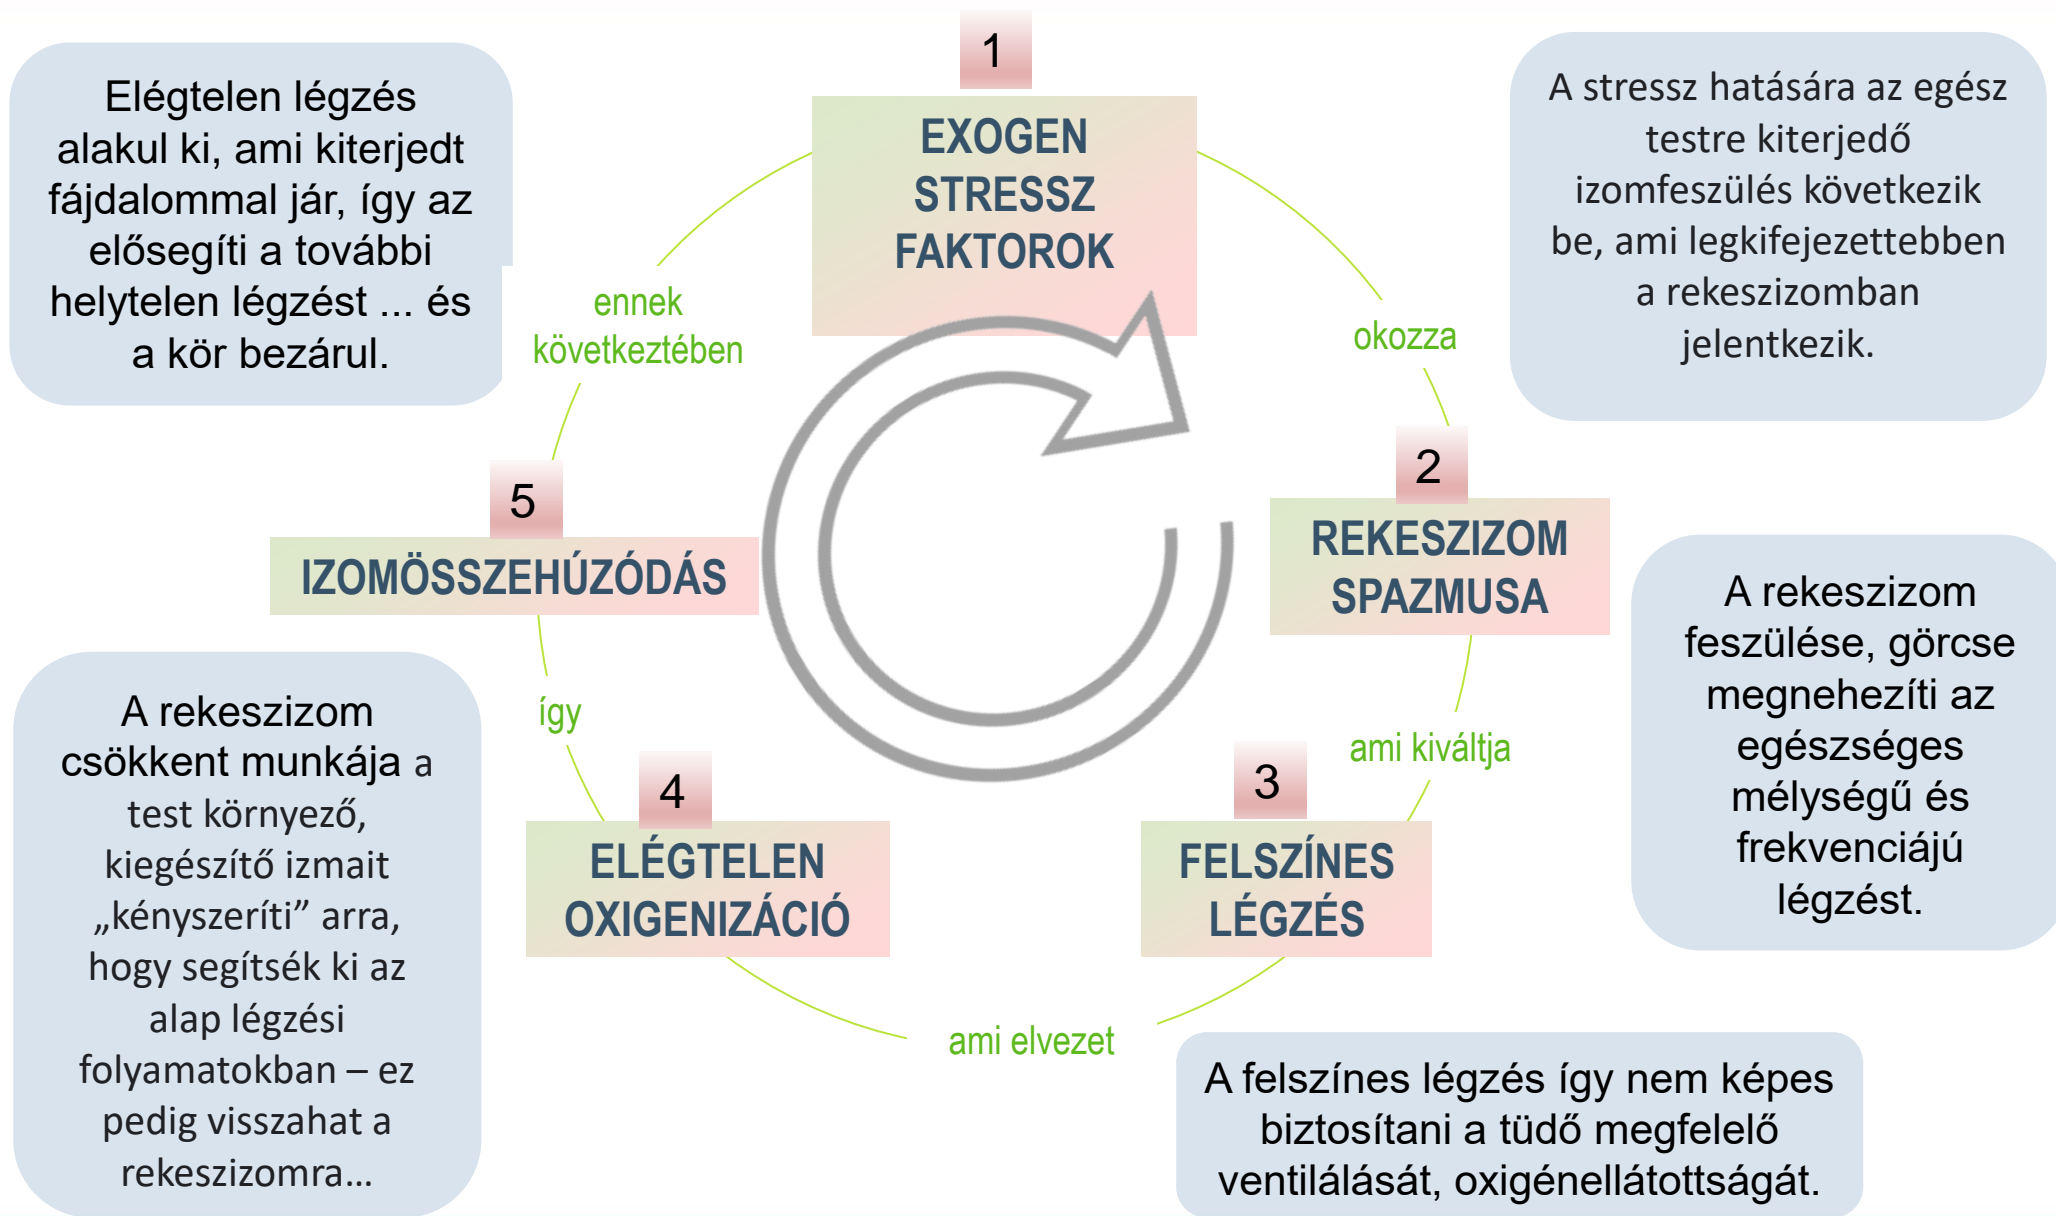 1
EXOGEN
STRESSZ
FAKTOROK
okozza
A stressz hatására az egész
testre kiterjedő
izomfeszülés következik
be, ami legkifejezettebben
a rekeszizomban
jelentkezik.
2
REKESZIZOM
SPAZMUSA
ami kiváltja
A rekeszizom
feszülése, görcse
megnehezíti az
egészséges
mélységű és
frekvenciájú
légzést.
3
FELSZÍNES
LÉGZÉS
ami elvezet
A felszínes légzés így nem képes
biztosítani a tüdő megfelelő
ventilálását, oxigénellátottságát.
4
ELÉGTELEN
OXIGENIZÁCIÓ
így
A rekeszizom
csökkent munkája a
test környező,
kiegészítő izmait
„kényszeríti” arra,
hogy segítsék ki az
alap légzési
folyamatokban – ez
pedig visszahat a
rekeszizomra...
5
IZOMÖSSZEHÚZÓDÁS
ennek
következtében
Elégtelen légzés
alakul ki, ami kiterjedt
fájdalommal jár, így az
elősegíti a további
helytelen légzést ... és
a kör bezárul.